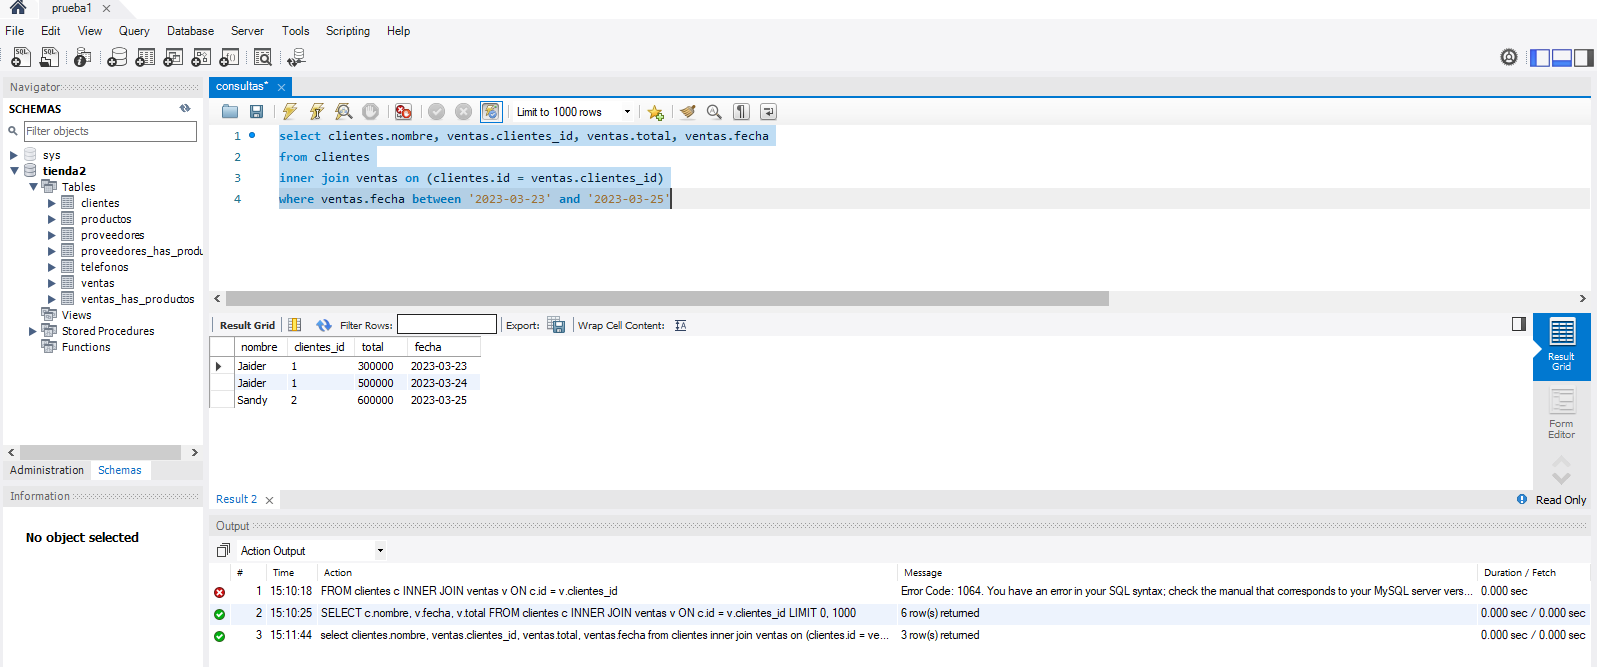 prueba1
File Edit View Query Database Server Tools Scripting Help
Navigator
SCHEMAS
Filter objects
sys
tienda2
Tables
clientes
productos
proveedores
proveedores_has_produ
telefonos
ventas
ventas_has_productos
Views
Stored Procedures
Functions
Administration Schemas
Information
No object selected
consultas*
Limit to 1000 rows
1 select clientes.nombre, ventas.clientes_id, ventas.total, ventas.fecha
2 from clientes
3 inner join ventas on (clientes.id = ventas.clientes_id)
4 where ventas.fecha between '2023-03-23' and '2023-03-25'
Result Grid Filter Rows: Export: Wrap Cell Content:
nombre clientes_id total fecha
Jaider 1 300000 2023-03-23
Jaider 1 500000 2023-03-24
Sandy 2 600000 2023-03-25
Result
Grid
Form
Editor
Result 2 Read Only
Output
Action Output
# Time Action Message Duration / Fetch
1 15:10:18 FROM clientes c INNER JOIN ventas v ON c.id = v.clientes_id Error Code: 1064. You have an error in your SQL syntax; check the manual that corresponds to your MySQL server vers... 0.000 sec
2 15:10:25 SELECT c.nombre, v.fecha, v.total FROM clientes c INNER JOIN ventas v ON c.id = v.clientes_id LIMIT 0, 1000 6 row(s) returned 0.000 sec / 0.000 sec
3 15:11:44 select clientes.nombre, ventas.clientes_id, ventas.total, ventas.fecha from clientes inner join ventas on (clientes.id = ve... 3 row(s) returned 0.000 sec / 0.000 sec